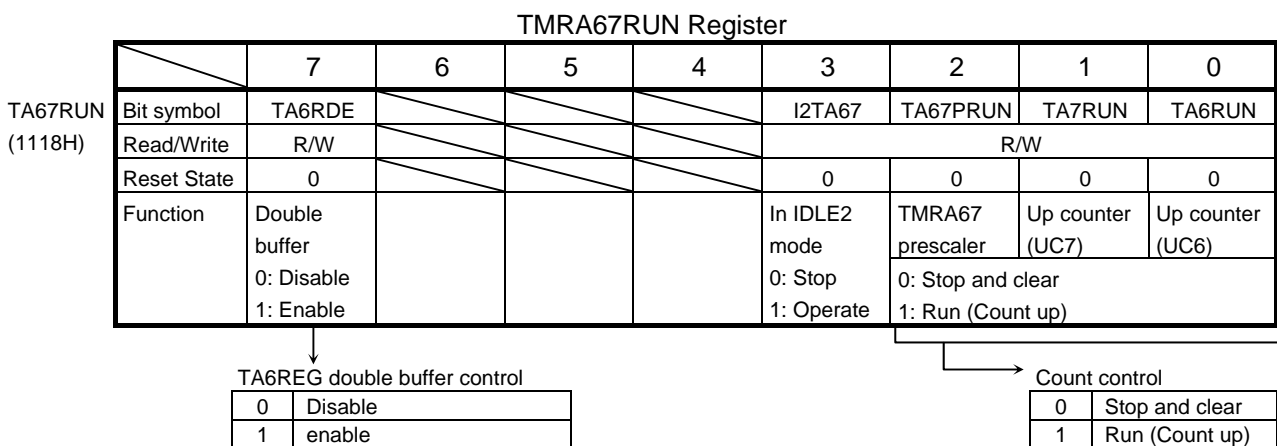 TMRA67RUN Register
7 6 5 4 3 2 1 0
TA67RUN Bit symbol TA6RDE I2TA67 TA67PRUN TA7RUN TA6RUN
(1118H) Read/Write R/W R/W
Reset State 0 0 0 0 0
Function Double In IDLE2 TMRA67 Up counter Up counter
buffer mode prescaler (UC7) (UC6)
0: Disable 0: Stop 0: Stop and clear
1: Enable 1: Operate 1: Run (Count up)
TA6REG double buffer control Count control
0 Disable 0 Stop and clear
1 enable 1 Run (Count up)